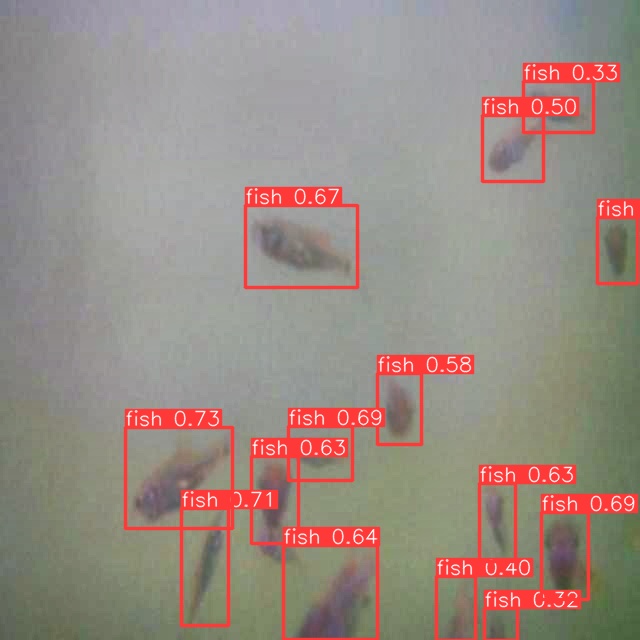 fish 0.33
fish 0.50
fish 0.67
fish
fish 0.58
fish 0.73
fish 0.69
fish 0.63
fish 0.63
fish 0.71
fish 0.69
fish 0.64
fish 0.40
fish 0.32